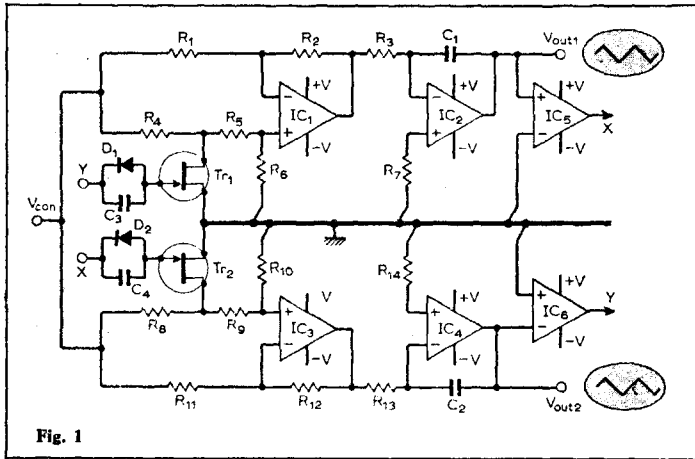 R1 R2 R3 C1 Vout1
+V +V +V
IC1 IC2 IC5 X
-V -V -V
R4 R5
D1
Y Tr1 R6 R7
C3
Vcon
D2
X Tr2 R10 R14
C4
R8 R9
V +V +V
IC3 IC4 IC6 Y
-V -V -V
R11 R12 R13 C2 Vout2
Fig. 1